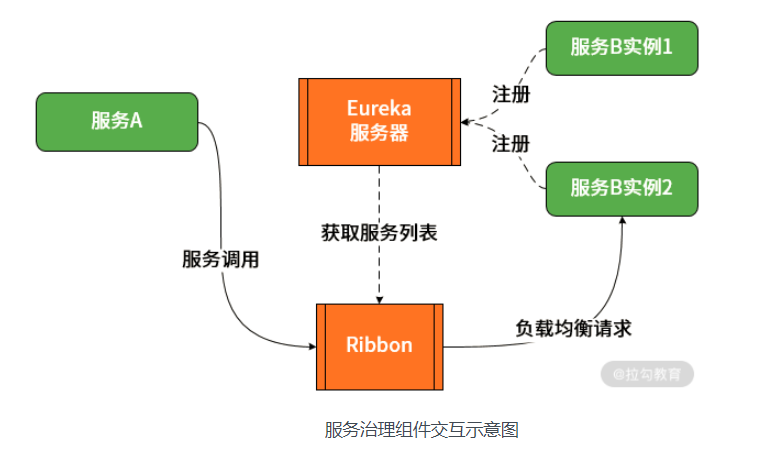 服务B实例1
注册
服务A
Eureka
服务器
注册
服务B实例2
获取服务列表
服务调用
负载均衡请求
Ribbon
@拉勾教育
服务治理组件交互示意图